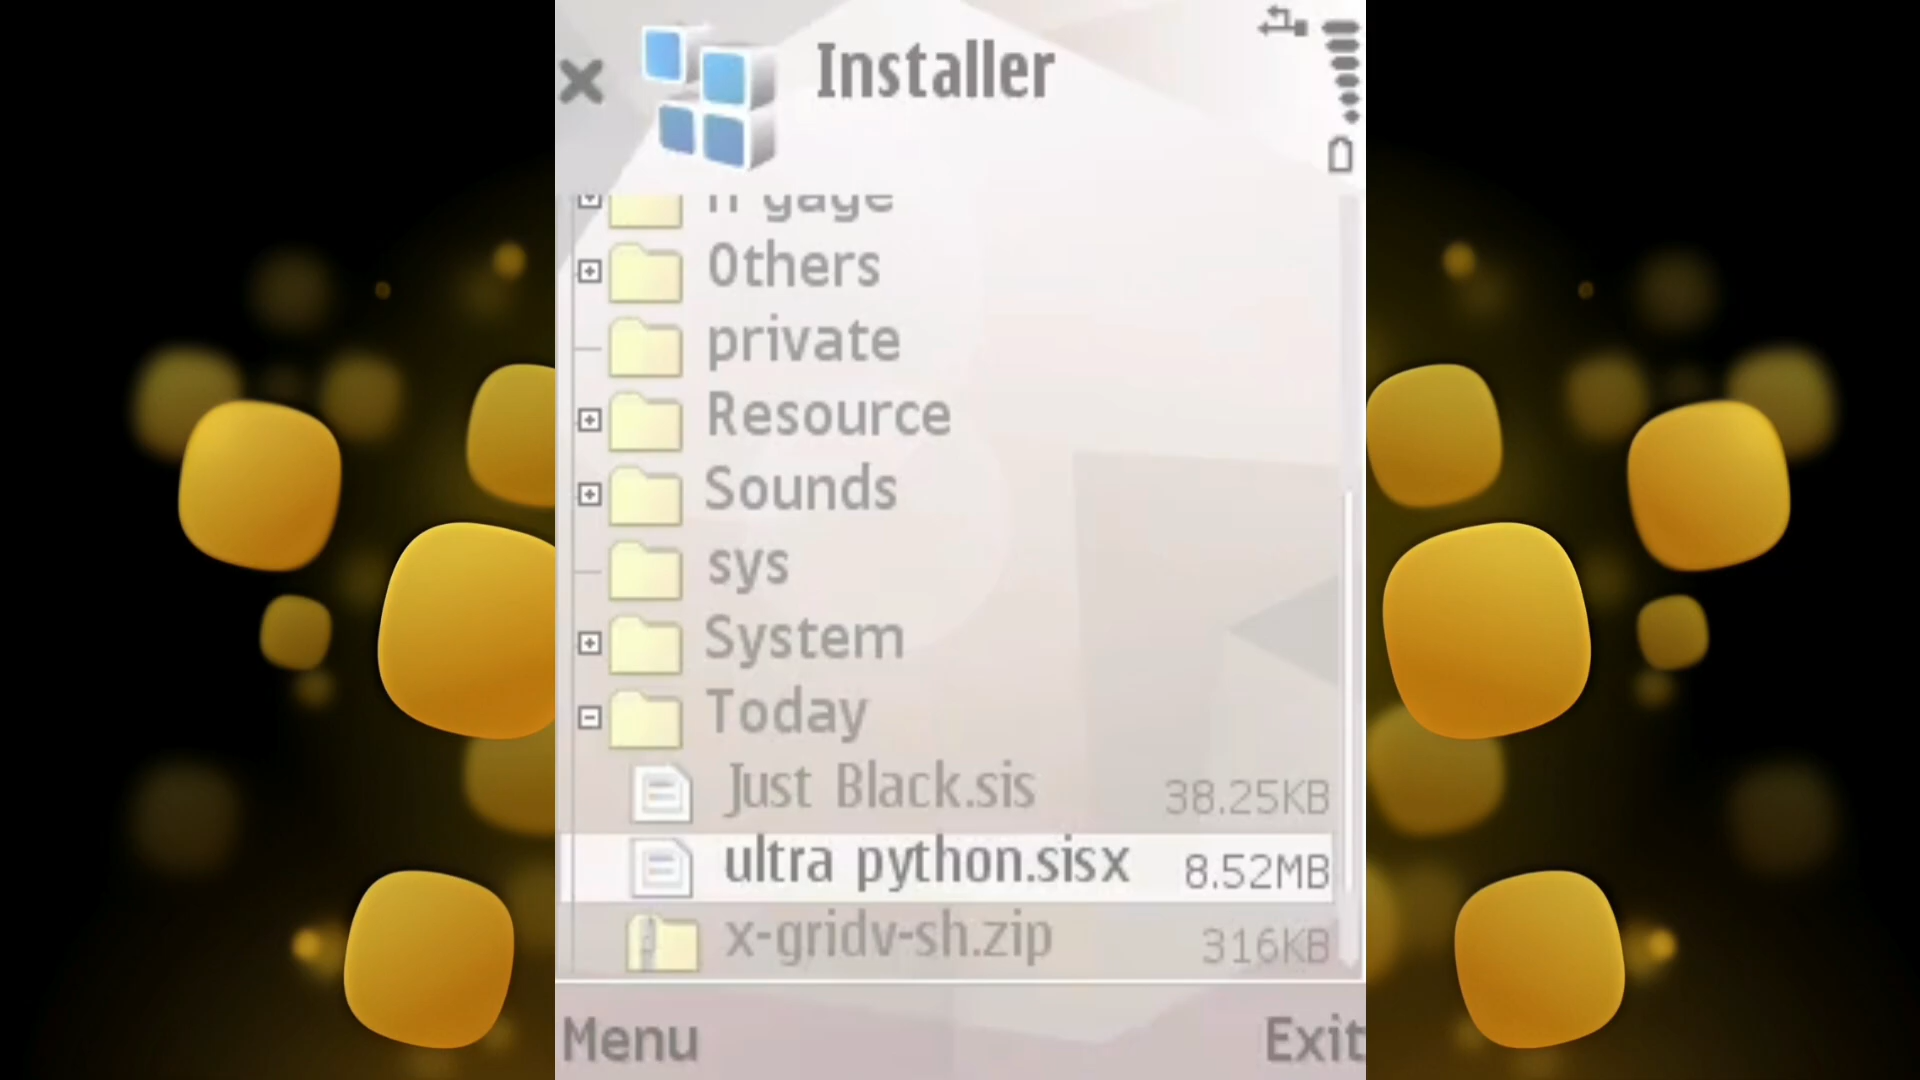 Installer
n gage
Others
private
Resource
Sounds
sys
System
Today
Just Black.sis 38.25KB
ultra python.sisx 8.52MB
x-gridv-sh.zip 316KB
Menu Exit